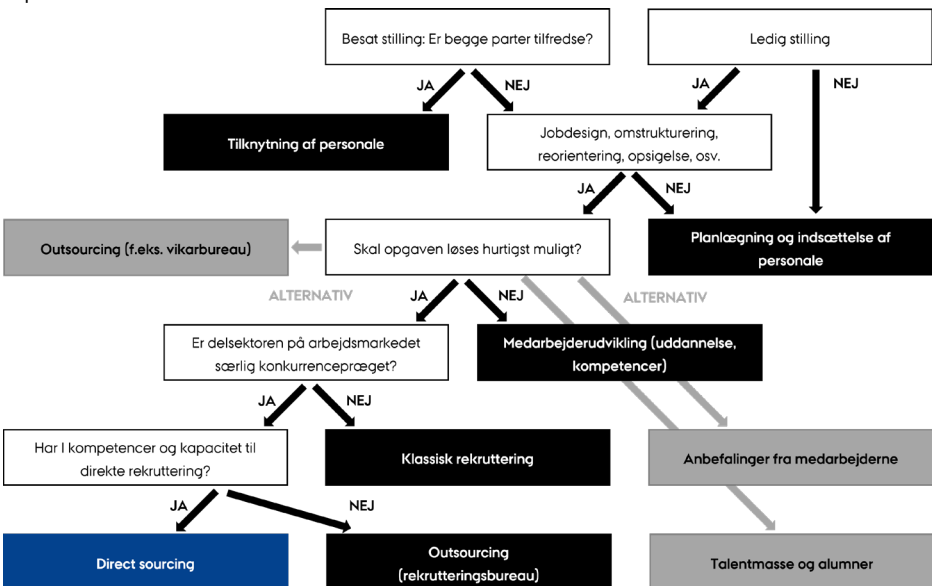 Besat stilling: Er begge parter tilfredse?
Ledig stilling
JA
NEJ
JA
NEJ
Tilknytning af personale
Jobdesign, omstrukturering,
reorientering, opsigelse, osv.
JA
NEJ
Outsourcing (f.eks. vikarbureau)
Skal opgaven løses hurtigst muligt?
Planlægning og indsættelse af
personale
ALTERNATIV
JA
NEJ
ALTERNATIV
Er delsektoren på arbejdsmarkedet
særlig konkurrencepræget?
Medarbejderudvikling (uddannelse,
kompetencer)
JA
NEJ
Har I kompetencer og kapacitet til
direkte rekruttering?
Klassisk rekruttering
Anbefalinger fra medarbejderne
JA
NEJ
Direct sourcing
Outsourcing
(rekrutteringsbureau)
Talentmasse og alumner